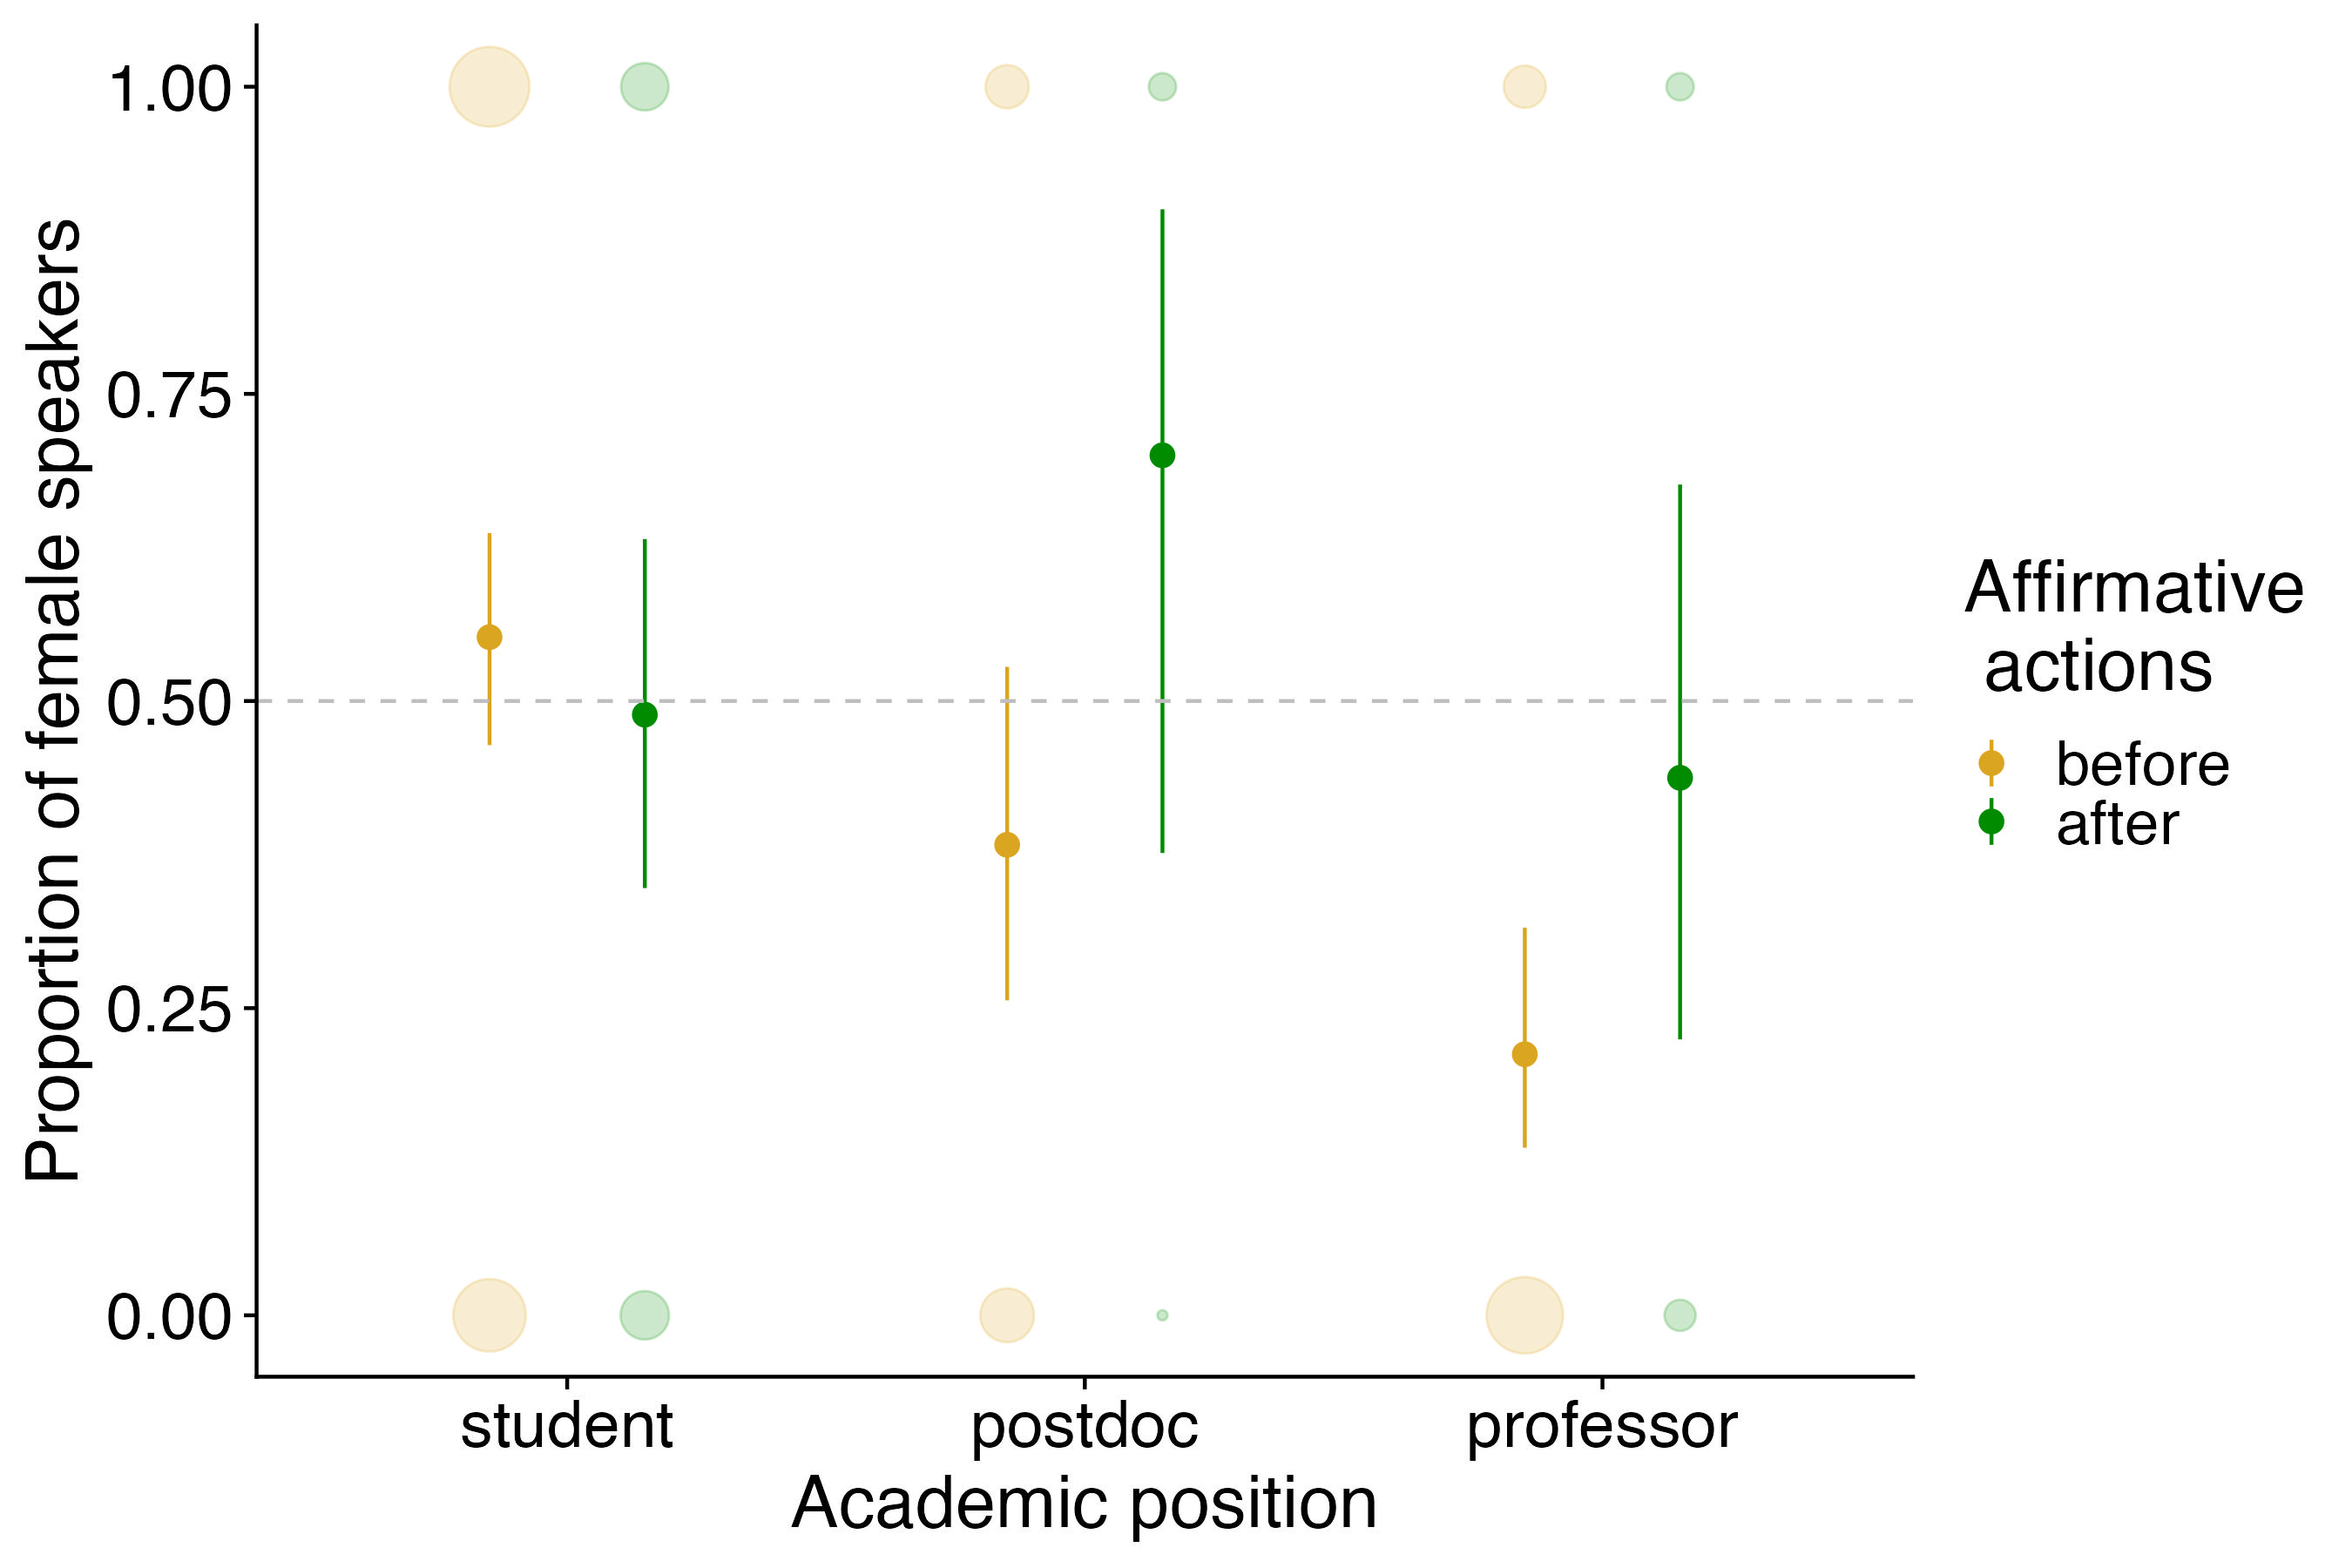 Proportion of female speakers
1.00
0.75
0.50
0.25
0.00
student
postdoc
professor
Academic position
Affirmative
actions
before
after